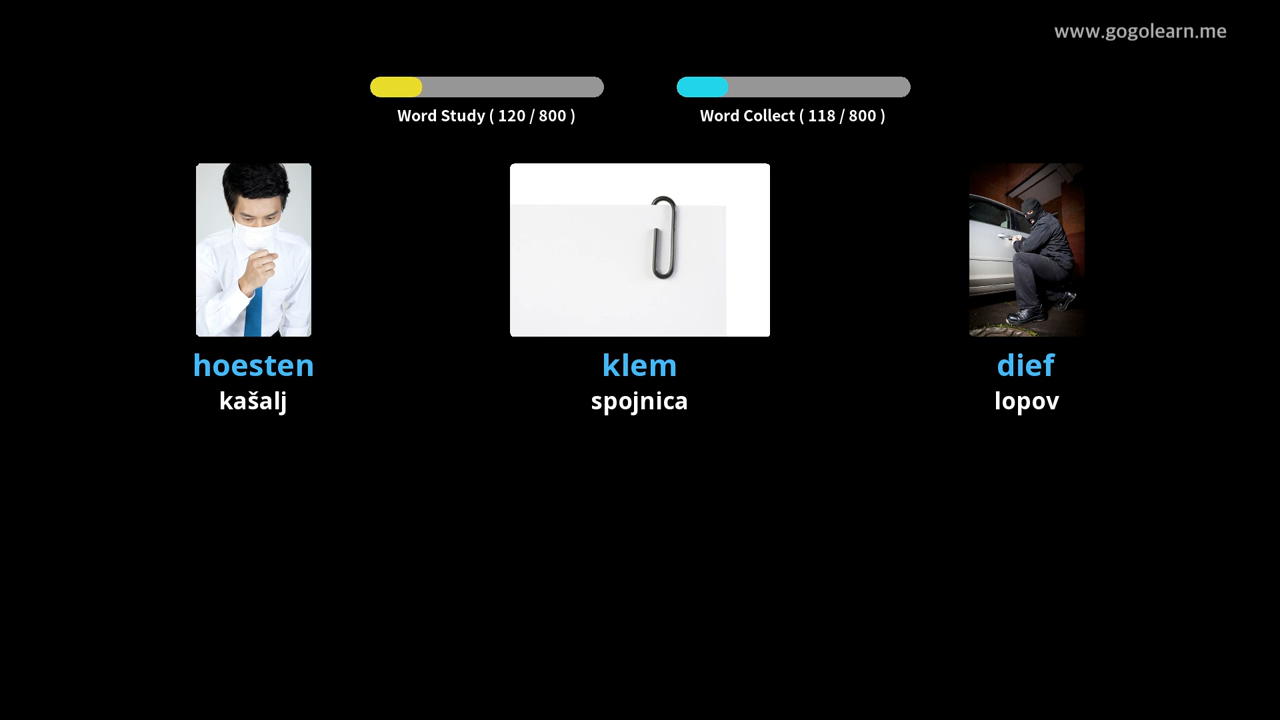 www.gogolearn.me
Word Study ( 120 / 800 )
Word Collect ( 118 / 800 )
hoesten
kašalj
klem
spojnica
dief
lopov